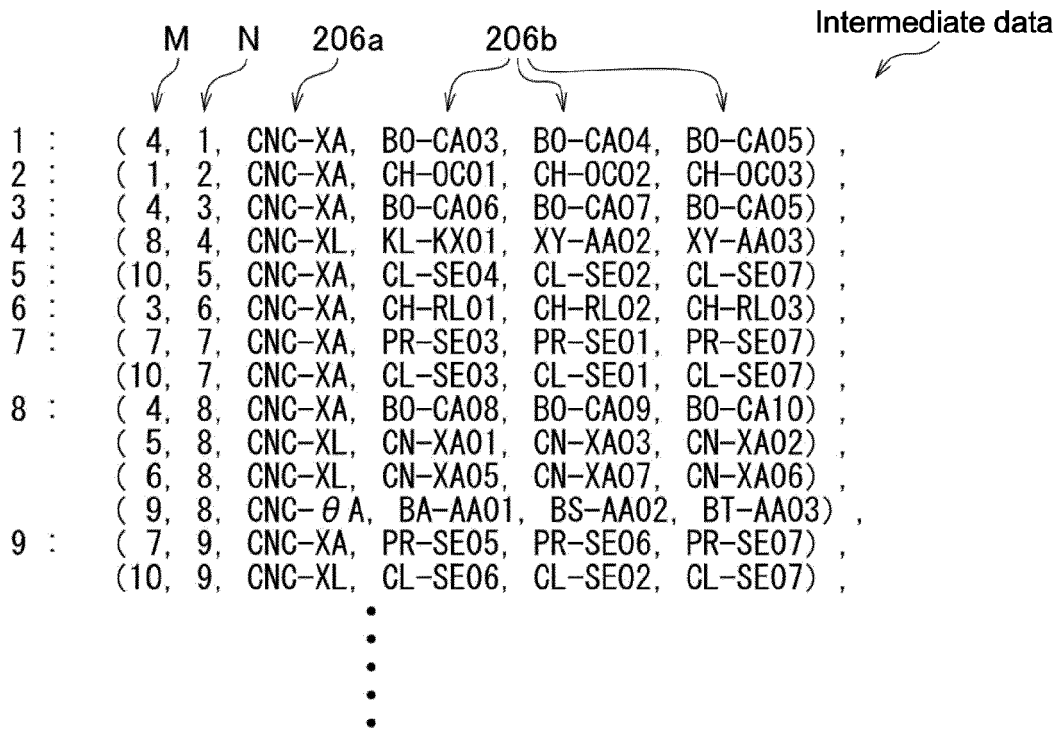 Intermediate data
M N 206a 206b
1 : ( 4, 1, CNC-XA, BO-CA03, BO-CA04, BO-CA05) ,
2 : ( 1, 2, CNC-XA, CH-OC01, CH-OC02, CH-OC03) ,
3 : ( 4, 3, CNC-XA, BO-CA06, BO-CA07, BO-CA05) ,
4 : ( 8, 4, CNC-XL, KL-KX01, XY-AA02, XY-AA03) ,
5 : (10, 5, CNC-XA, CL-SE04, CL-SE02, CL-SE07) ,
6 : ( 3, 6, CNC-XA, CH-RL01, CH-RL02, CH-RL03) ,
7 : ( 7, 7, CNC-XA, PR-SE03, PR-SE01, PR-SE07) ,
(10, 7, CNC-XA, CL-SE03, CL-SE01, CL-SE07) ,
8 : ( 4, 8, CNC-XA, BO-CA08, BO-CA09, BO-CA10) ,
( 5, 8, CNC-XL, CN-XA01, CN-XA03, CN-XA02) ,
( 6, 8, CNC-XL, CN-XA05, CN-XA07, CN-XA06) ,
( 9, 8, CNC-θA, BA-AA01, BS-AA02, BT-AA03) ,
9 : ( 7, 9, CNC-XA, PR-SE05, PR-SE06, PR-SE07) ,
(10, 9, CNC-XL, CL-SE06, CL-SE02, CL-SE07) ,